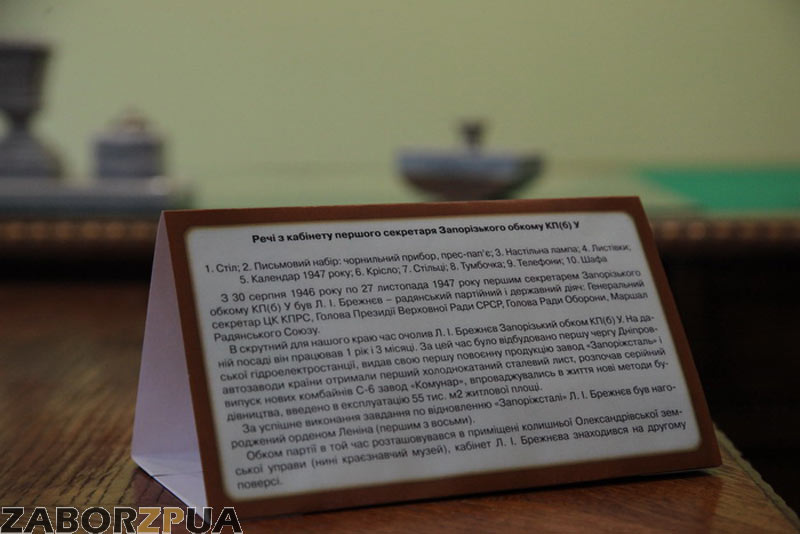 Речі з кабінету першого секретаря Запорізького обкому КП(б) У
1. Стіл; 2. Письмовий набір: чорнильний прибор, прес-пап'є; 3. Настільна лампа; 4. Листівки;
5. Календар 1947 року; 6. Крісло; 7. Стільці; 8. Тумбочка; 9. Телефони; 10. Шафа
З 30 серпня 1946 року по 27 листопада 1947 року першим секретарем Запорізького
обкому КП(б) У був Л. І. Брежнєв – радянський партійний і державний діяч: Генеральний
секретар ЦК КПРС, Голова Президії Верховної Ради СРСР, Голова Ради Оборони, Маршал
Радянського Союзу.
В скрутний для нашого краю час очолив Л. І. Брежнєв Запорізький обком КП(б) У. На да-
ній посаді він працював 1 рік і 3 місяці. За цей час було відбудовано першу чергу Дніпров-
ської гідроелектростанції, видав свою першу повоєнну продукцію завод «Запоріжсталь» і
автозаводи країни отримали перший холоднокатаний сталевий лист, розпочав серійний
випуск нових комбайнів С-6 завод «Комунар», впроваджувались в життя нові методи бу-
дівництва, введено в експлуатацію 55 тис. м2 житлової площі.
За успішне виконання завдання по відновленню «Запоріжсталі» Л. І. Брежнєв був наго-
роджений орденом Леніна (першим з восьми).
Обком партії в той час розташовувався в приміщені колишньої Олександрівської зем-
ської управи (нині краєзнавчий музей), кабінет Л. І. Брежнєва знаходився на другому
поверсі.
ZABORZPUA